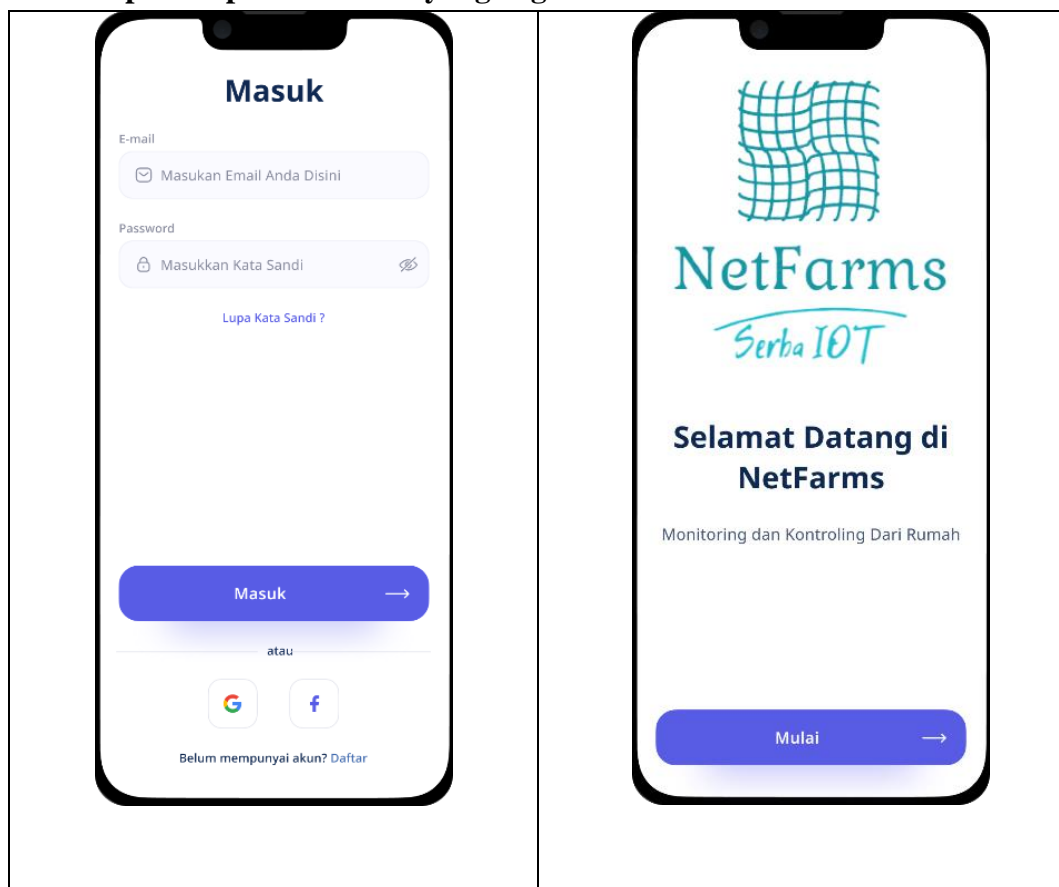 Masuk
E-mail
Masukan Email Anda Disini
Password
Masukkan Kata Sandi
Lupa Kata Sandi ?
Masuk
atau
G
f
Belum mempunyai akun? Daftar
NetFarms
Serba IOT
Selamat Datang di
NetFarms
Monitoring dan Kontroling Dari Rumah
Mulai